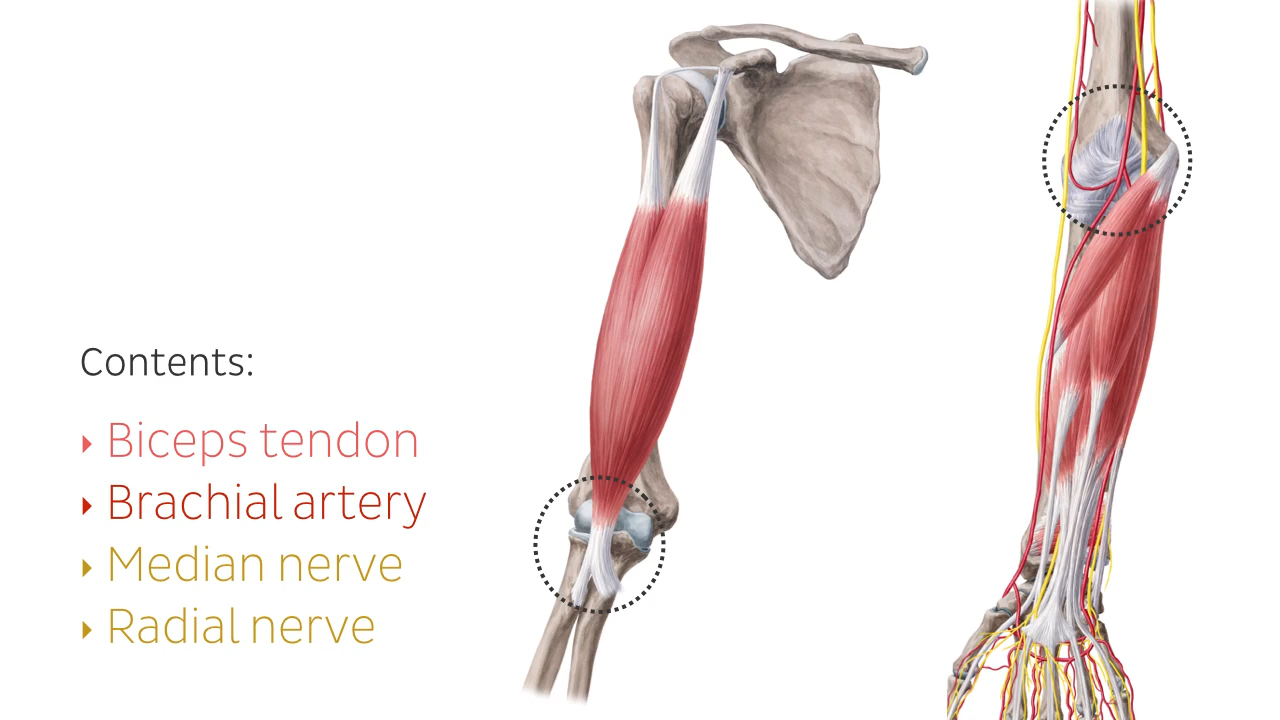 Contents:
‣ Biceps tendon
‣ Brachial artery
‣ Median nerve
‣ Radial nerve